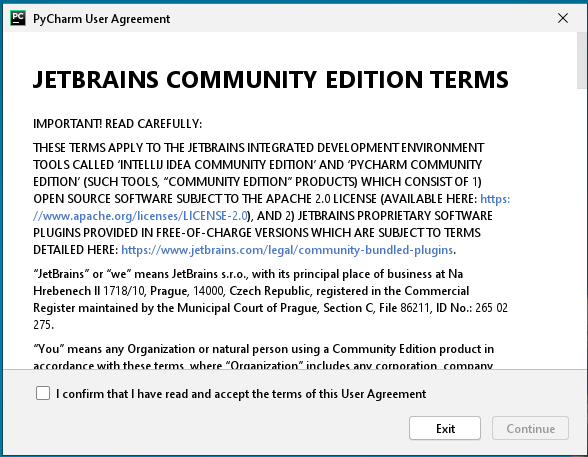 PC PyCharm User Agreement
JETBRAINS COMMUNITY EDITION TERMS
IMPORTANT! READ CAREFULLY:
THESE TERMS APPLY TO THE JETBRAINS INTEGRATED DEVELOPMENT ENVIRONMENT
TOOLS CALLED ‘INTELLIJ IDEA COMMUNITY EDITION’ AND ‘PYCHARM COMMUNITY
EDITION’ (SUCH TOOLS, “COMMUNITY EDITION” PRODUCTS) WHICH CONSIST OF 1)
OPEN SOURCE SOFTWARE SUBJECT TO THE APACHE 2.0 LICENSE (AVAILABLE HERE: https:
//www.apache.org/licenses/LICENSE-2.0), AND 2) JETBRAINS PROPRIETARY SOFTWARE
PLUGINS PROVIDED IN FREE-OF-CHARGE VERSIONS WHICH ARE SUBJECT TO TERMS
DETAILED HERE: https://www.jetbrains.com/legal/community-bundled-plugins.
“JetBrains” or “we” means JetBrains s.r.o., with its principal place of business at Na
Hrebenech II 1718/10, Prague, 14000, Czech Republic, registered in the Commercial
Register maintained by the Municipal Court of Prague, Section C, File 86211, ID No.: 265 02
275.
“You” means any Organization or natural person using a Community Edition product in
accordance with these terms, where “Organization” includes any corporation, company
I confirm that I have read and accept the terms of this User Agreement
Exit
Continue